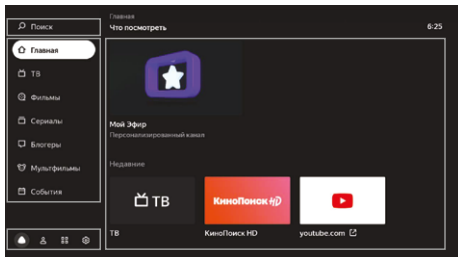 Поиск
Главная
ТВ
Фильмы
Сериалы
Блогеры
Мультфильмы
События
Главная
Что посмотреть
6:25
Мой Эфир
Персонализированный канал
Недавние
ТВ
КиноПоиск HD
ТВ
КиноПоиск HD
youtube.com